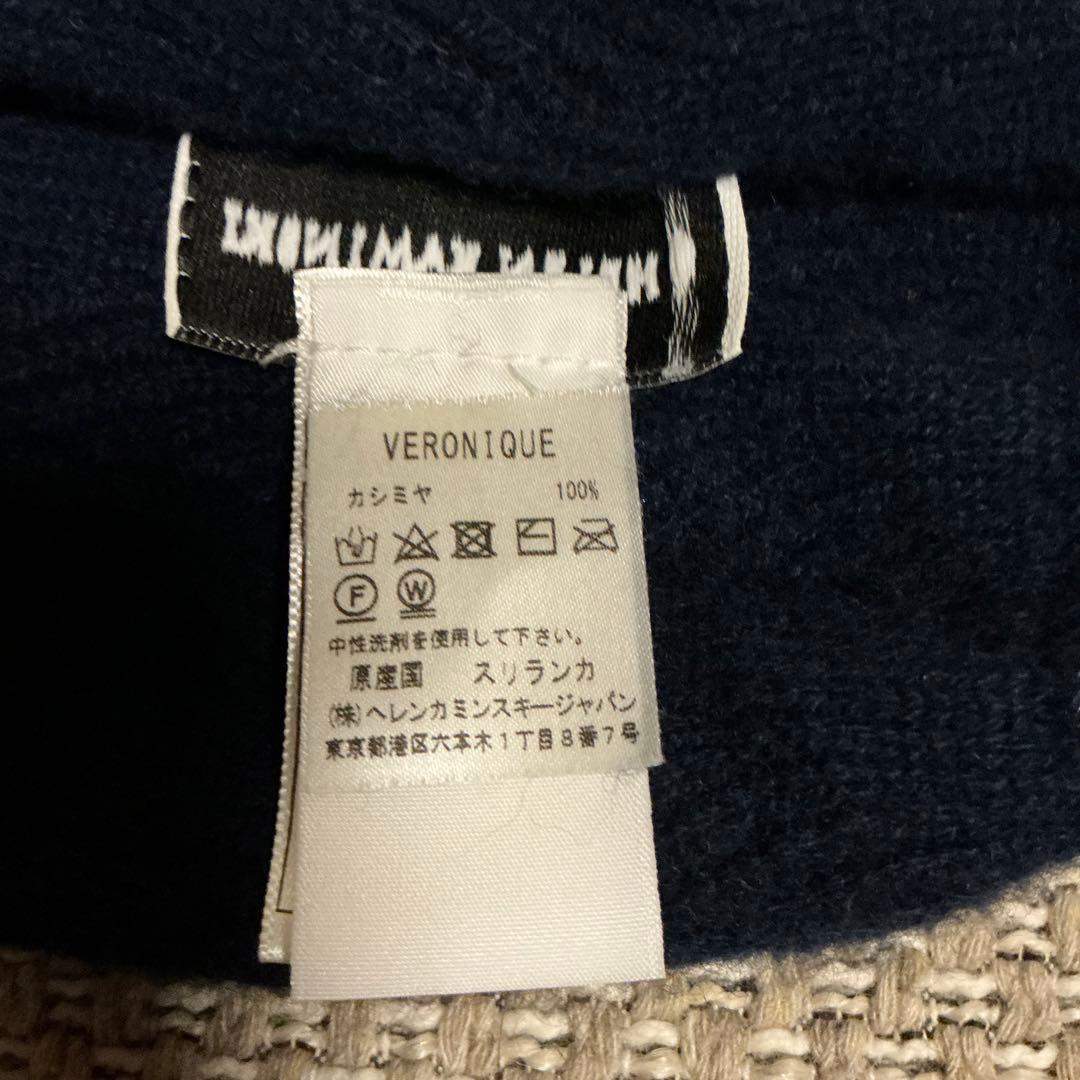 HELEN KAMINSKI
VERONIQUE
カシミヤ 100%
F W
中性洗剤を使用して下さい。
原産国 スリランカ
(株)ヘレンカミンスキージャパン
東京都港区六本木1丁目8番7号